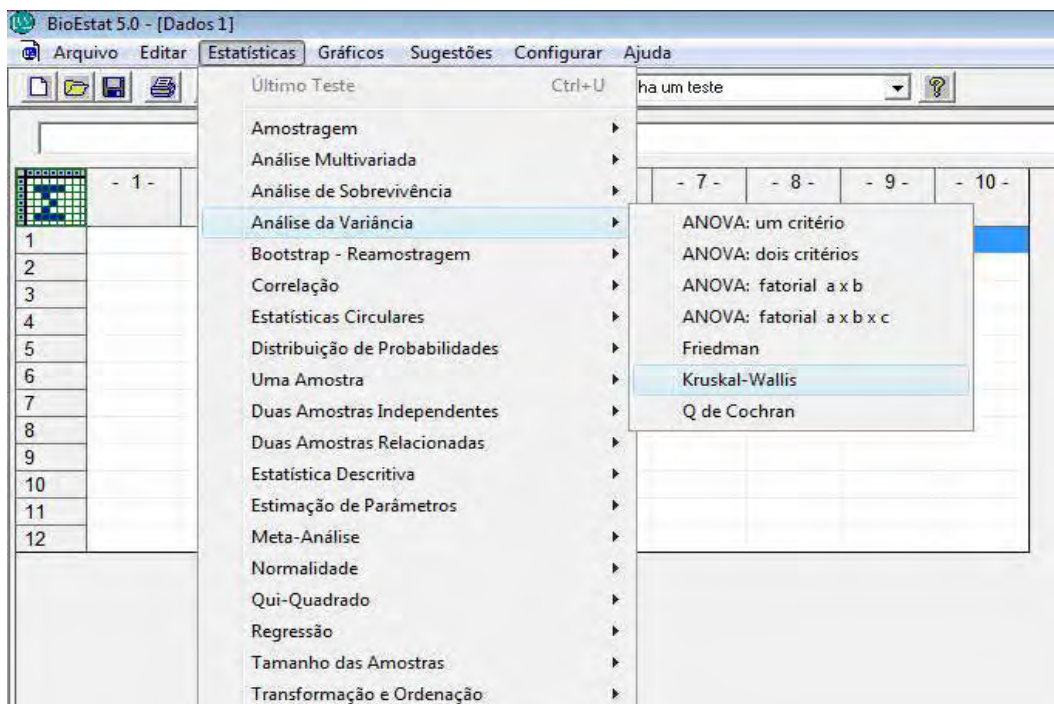 BioEstat 5.0 - [Dados 1]
Arquivo Editar Estatísticas Gráficos Sugestões Configurar Ajuda
Último Teste Ctrl+U
ha um teste
Amostragem
Análise Multivariada
Análise de Sobrevivência
Análise da Variância
Bootstrap - Reamostragem
Correlação
Estatísticas Circulares
Distribuição de Probabilidades
Uma Amostra
Duas Amostras Independentes
Duas Amostras Relacionadas
Estatística Descritiva
Estimação de Parâmetros
Meta-Análise
Normalidade
Qui-Quadrado
Regressão
Tamanho das Amostras
Transformação e Ordenação
ANOVA: um critério
ANOVA: dois critérios
ANOVA: fatorial a x b
ANOVA: fatorial a x b x c
Friedman
Kruskal-Wallis
Q de Cochran
Σ - 1 - - 7 - - 8 - - 9 - - 10 -
1
2
3
4
5
6
7
8
9
10
11
12